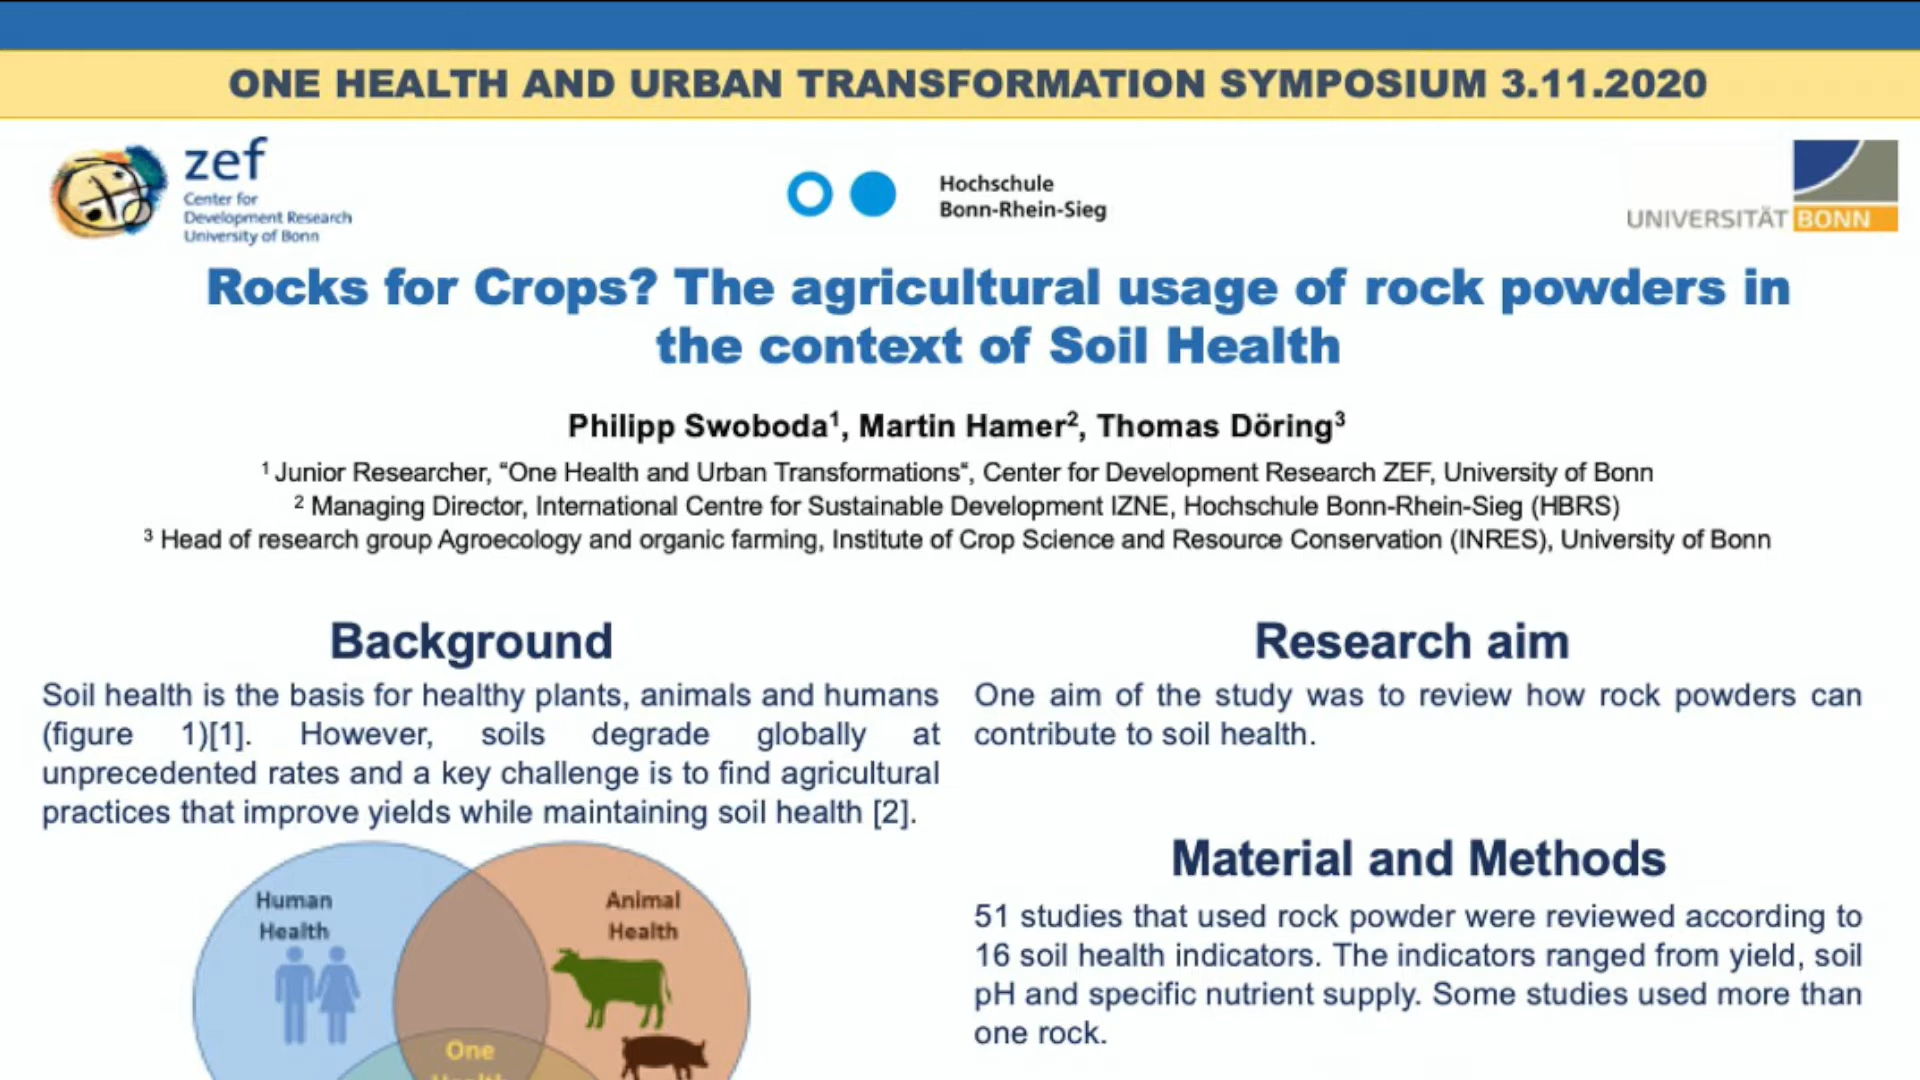 ONE HEALTH AND URBAN TRANSFORMATION SYMPOSIUM 3.11.2020
zef
Center for
Development Research
University of Bonn
Hochschule
Bonn-Rhein-Sieg
UNIVERSITÄT BONN
Rocks for Crops? The agricultural usage of rock powders in
the context of Soil Health
Philipp Swoboda¹, Martin Hamer², Thomas Döring³
¹ Junior Researcher, “One Health and Urban Transformations“, Center for Development Research ZEF, University of Bonn
² Managing Director, International Centre for Sustainable Development IZNE, Hochschule Bonn-Rhein-Sieg (HBRS)
³ Head of research group Agroecology and organic farming, Institute of Crop Science and Resource Conservation (INRES), University of Bonn
Background
Soil health is the basis for healthy plants, animals and humans
(figure 1)[1]. However, soils degrade globally at
unprecedented rates and a key challenge is to find agricultural
practices that improve yields while maintaining soil health [2].
Human
Health
Animal
Health
One
Health
Research aim
One aim of the study was to review how rock powders can
contribute to soil health.
Material and Methods
51 studies that used rock powder were reviewed according to
16 soil health indicators. The indicators ranged from yield, soil
pH and specific nutrient supply. Some studies used more than
one rock.